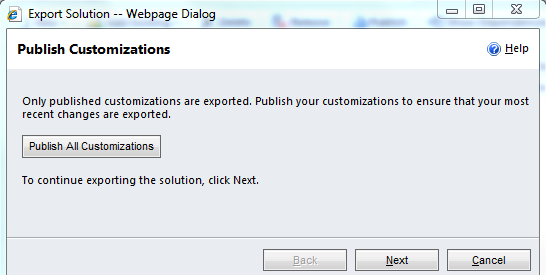 Export Solution -- Webpage Dialog
Publish Customizations
Help
Only published customizations are exported. Publish your customizations to ensure that your most
recent changes are exported.
Publish All Customizations
To continue exporting the solution, click Next.
Back
Next
Cancel